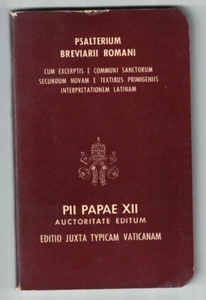 PSALTERIUM
BREVIARII ROMANI
CUM EXCERPTIS E COMMUNI SANCTORUM
SECUNDUM NOVAM E TEXTIBUS PRIMIGENIIS
INTERPRETATIONEM LATINAM
PII PAPAE XII
AUCTORITATE EDITUM
EDITIO JUXTA TYPICAM VATICANAM